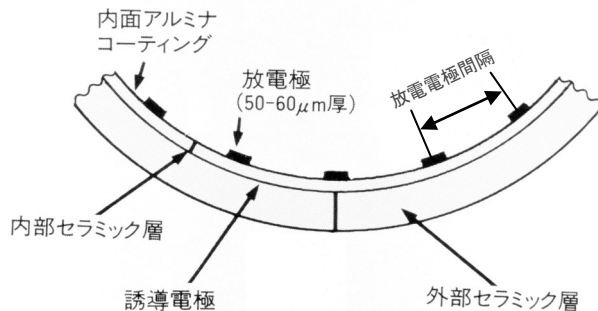 内面アルミナ
コーティング
放電極
(50-60μm厚)
放電電極間隔
内部セラミック層
誘導電極
外部セラミック層